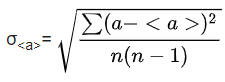 σ<a>= √(∑(a− < a >)² / n(n − 1))